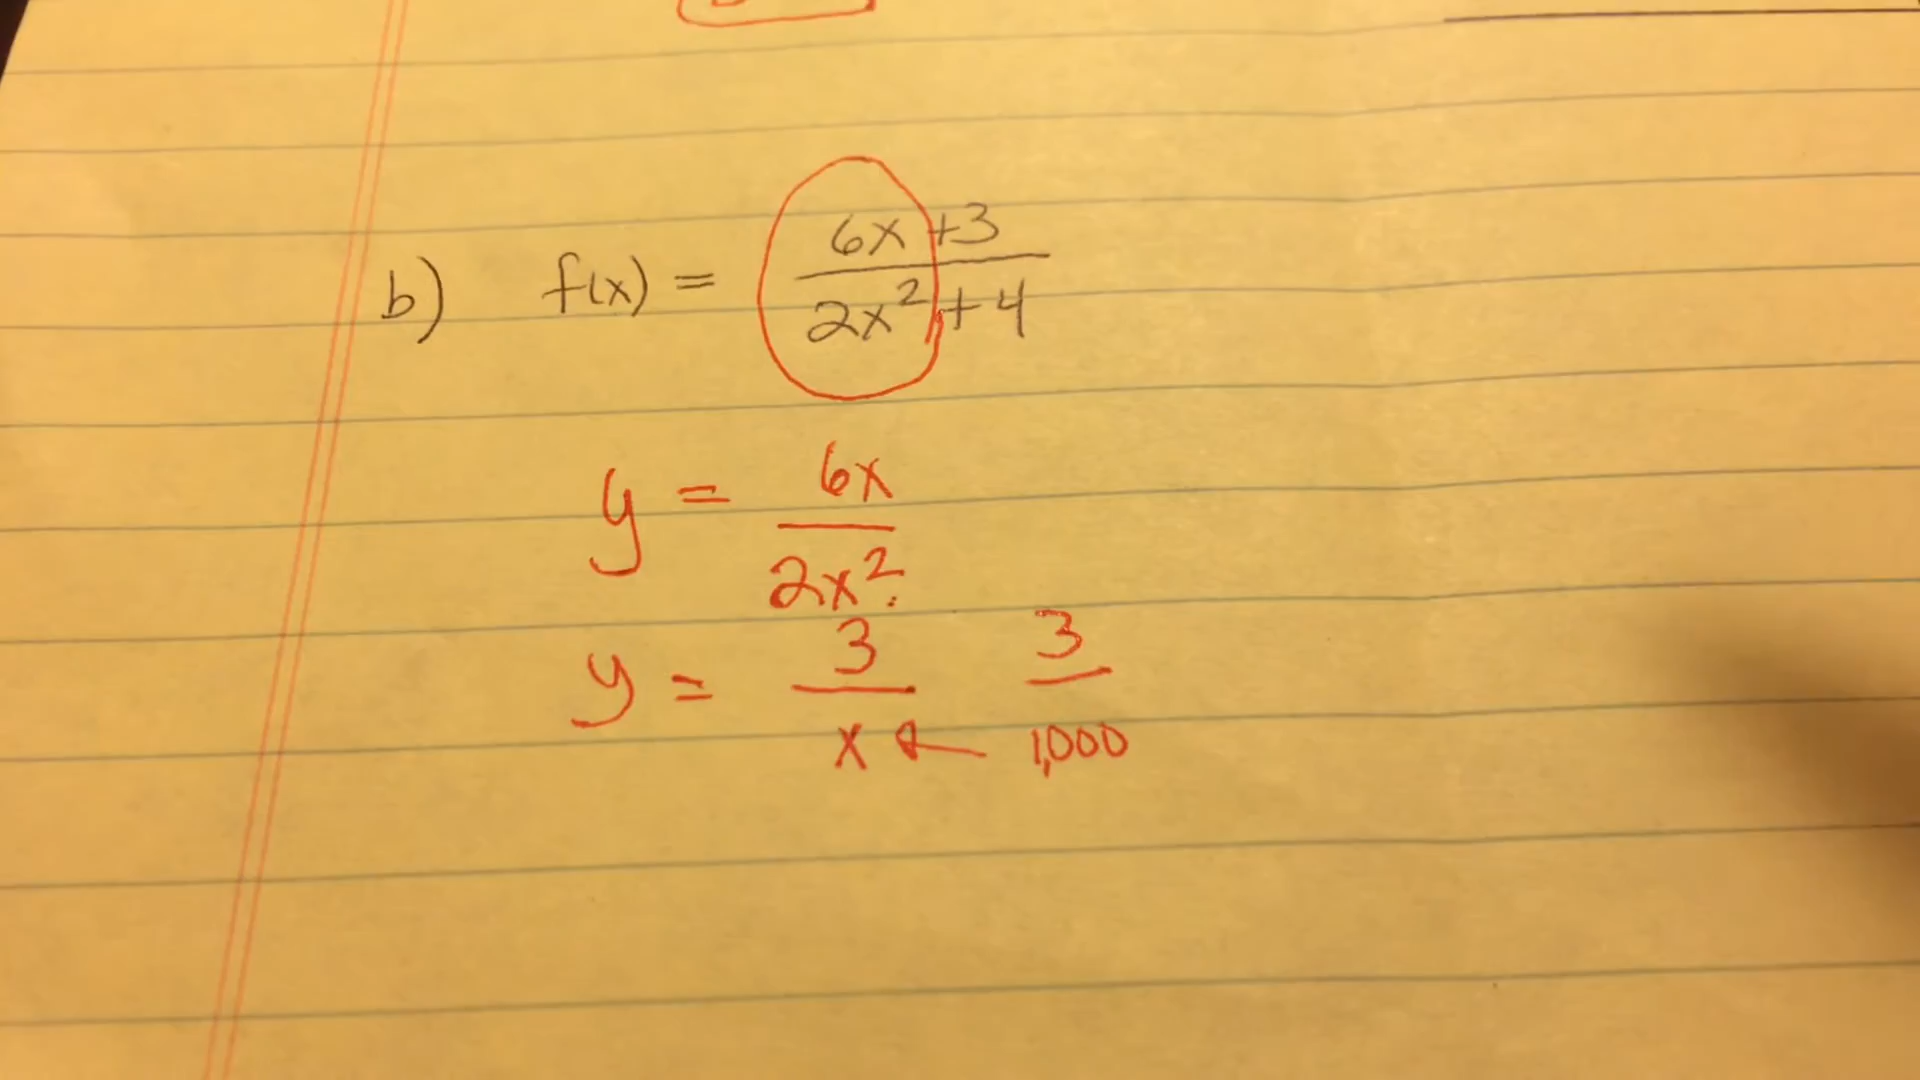 b) f(x) = 6x+3
2x²+4
y = 6x
2x²
y = 3 3
x ← 1,000